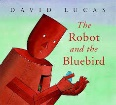 DAVID LUCAS
The
Robot
and the
Bluebird